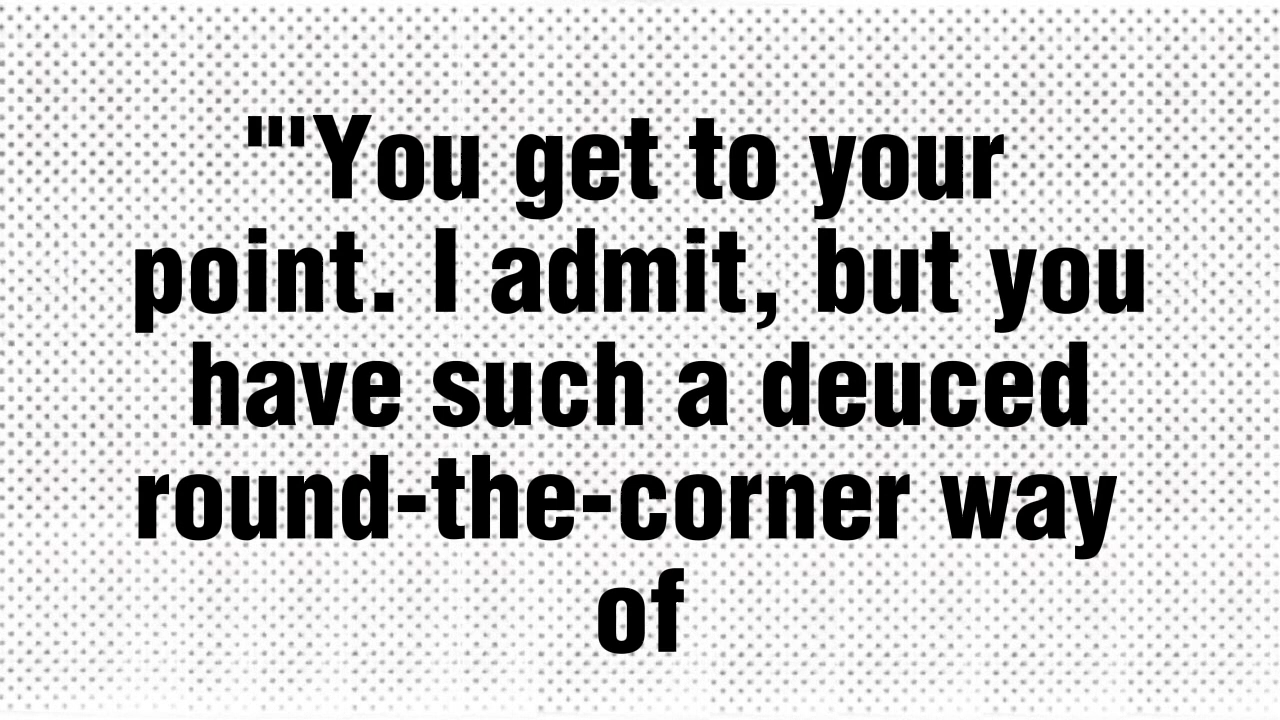 "'You get to your
point. I admit, but you
have such a deuced
round-the-corner way
of